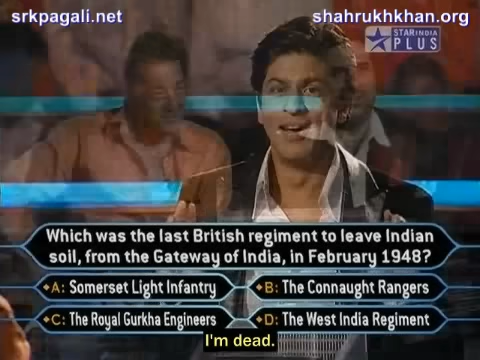 srkpagali.net
shahrukhkhan.org
STAR INDIA
PLUS
Which was the last British regiment to leave Indian
soil, from the Gateway of India, in February 1948?
A: Somerset Light Infantry
B: The Connaught Rangers
C: The Royal Gurkha Engineers
D: The West India Regiment
I'm dead.